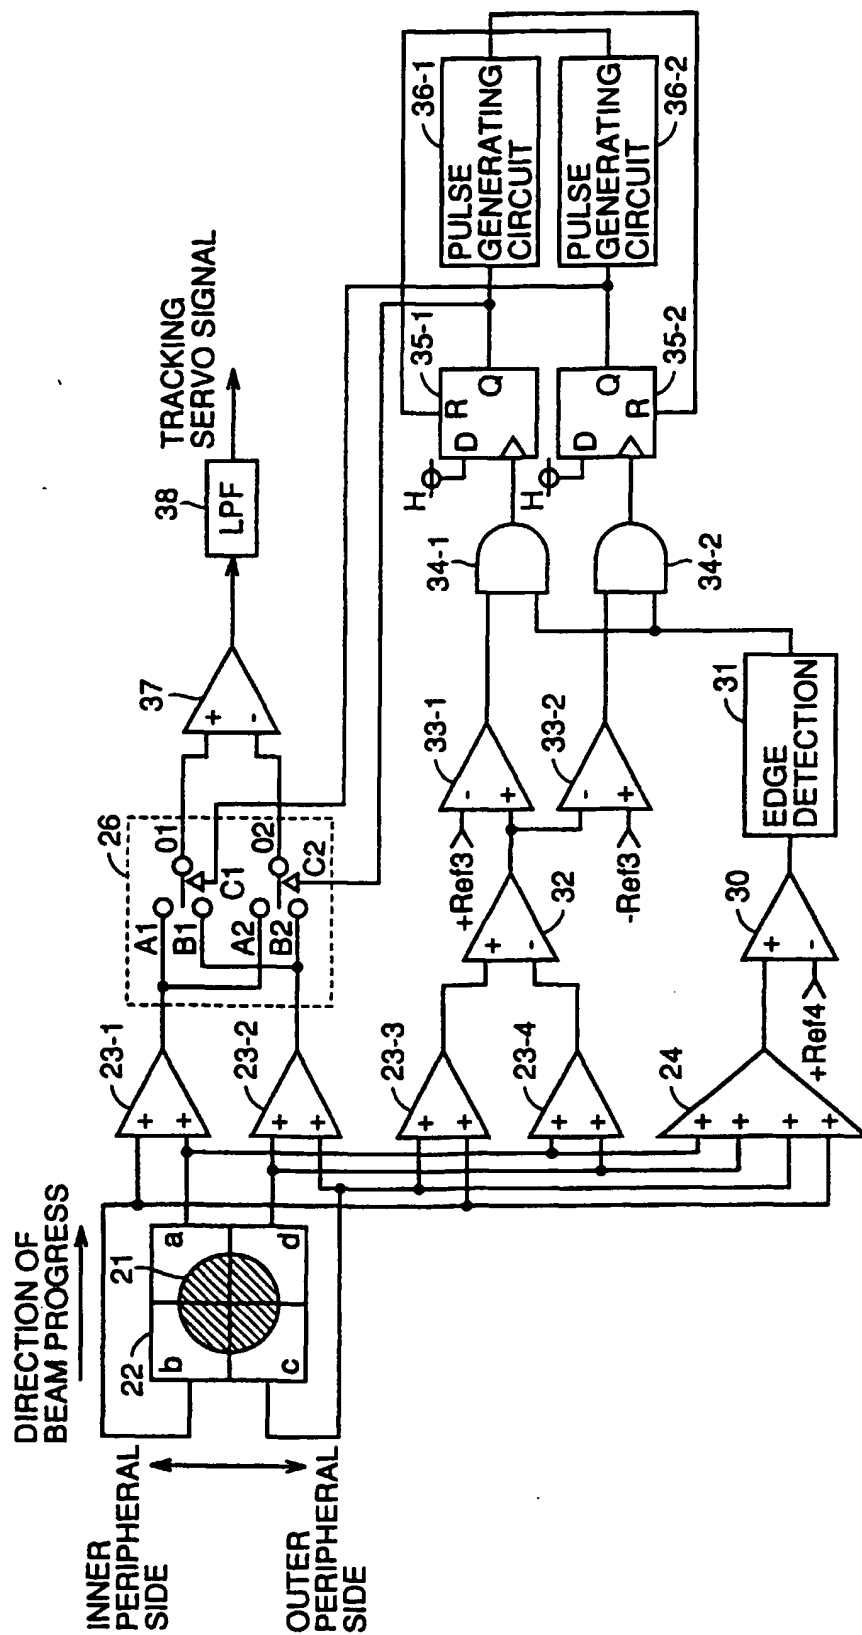 DIRECTION OF
BEAM PROGRESS
INNER
PERIPHERAL
SIDE
OUTER
PERIPHERAL
SIDE
22
21
b
a
c
d
23-1
+
+
23-2
+
+
23-3
+
+
23-4
+
+
24
+
+
+
+
26
A1
B1
A2
B2
01
02
C1
C2
37
+
-
38
LPF
TRACKING
SERVO SIGNAL
32
+
-
+Ref3
33-1
-
+
33-2
-
+
-Ref3
30
+
-
+Ref4
31
EDGE
DETECTION
34-1
34-2
H
D
R
Q
35-1
H
D
R
Q
35-2
PULSE
GENERATING
CIRCUIT
36-1
PULSE
GENERATING
CIRCUIT
36-2